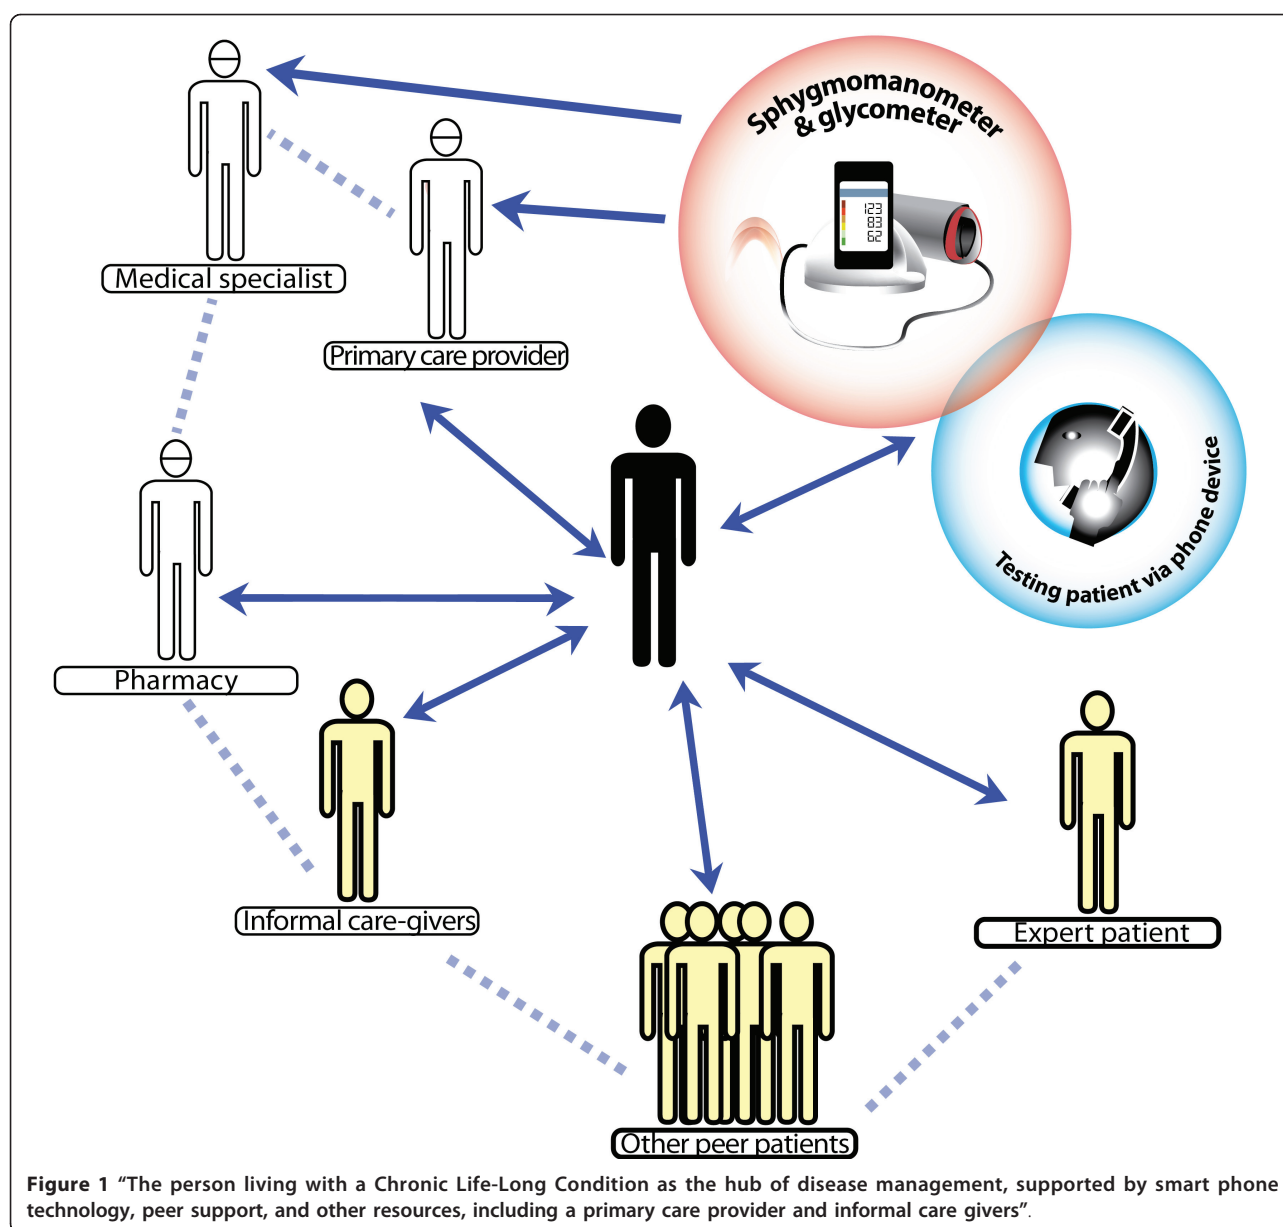 Sphygmomanometer
& glycometer
123
83
62
Medical specialist
Primary care provider
Testing patient via phone device
Pharmacy
Informal care-givers
Expert patient
Other peer patients
Figure 1 “The person living with a Chronic Life-Long Condition as the hub of disease management, supported by smart phone
technology, peer support, and other resources, including a primary care provider and informal care givers”.